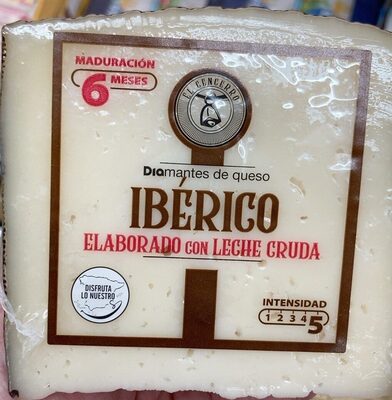 MADURACIÓN
6 MESES
EL CENCERRO
Diamantes de queso
IBÉRICO
ELABORADO CON LECHE CRUDA
DISFRUTA
LO NUESTRO
INTENSIDAD
1 2 3 4 5